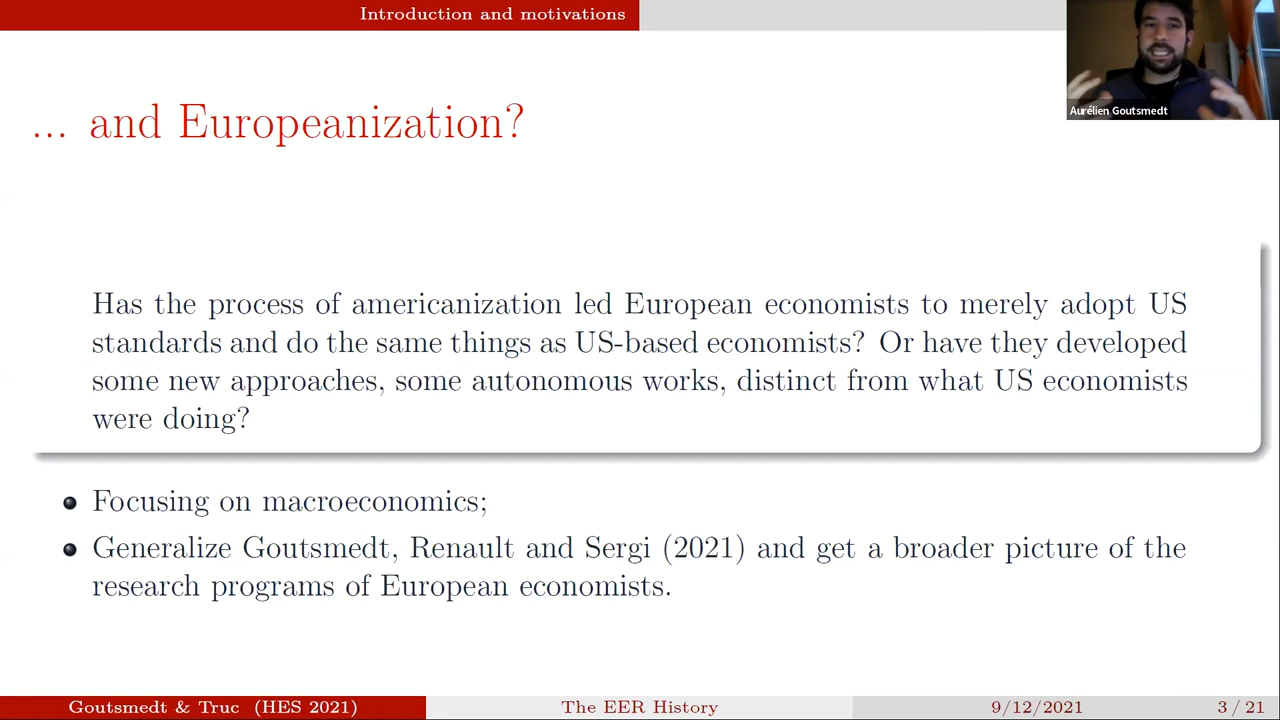 Introduction and motivations
Aurélien Goutsmedt
... and Europeanization?
Has the process of americanization led European economists to merely adopt US
standards and do the same things as US-based economists? Or have they developed
some new approaches, some autonomous works, distinct from what US economists
were doing?
Focusing on macroeconomics;
Generalize Goutsmedt, Renault and Sergi (2021) and get a broader picture of the
research programs of European economists.
Goutsmedt & Truc (HES 2021)
The EER History
9/12/2021
3 / 21